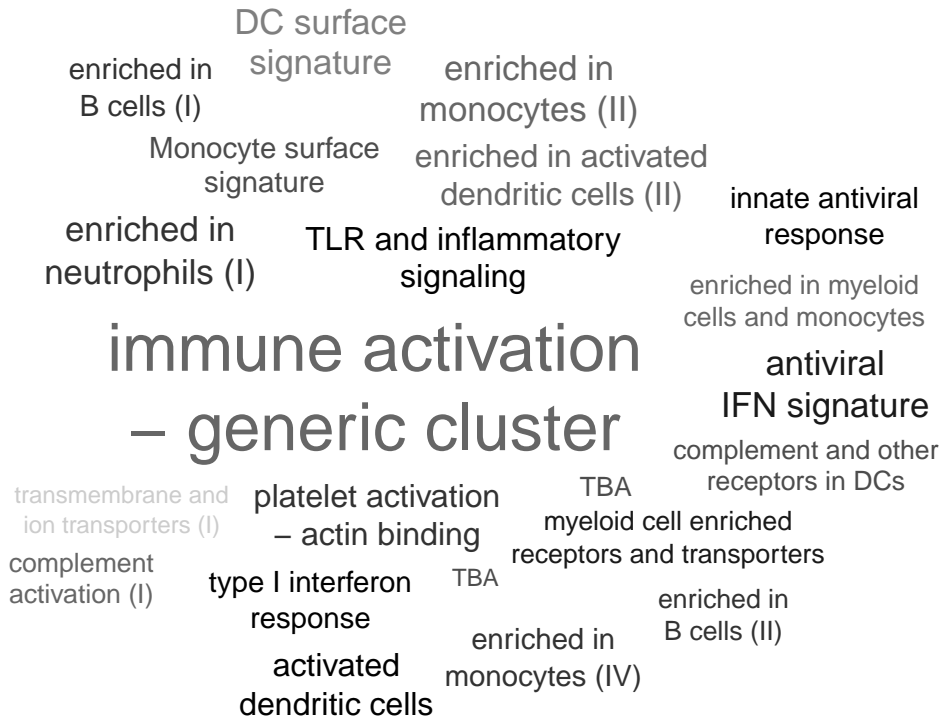 DC surface
signature
enriched in
B cells (I)
enriched in
monocytes (II)
Monocyte surface
signature
enriched in activated
dendritic cells (II)
innate antiviral
response
enriched in
neutrophils (I)
TLR and inflammatory
signaling
enriched in myeloid
cells and monocytes
immune activation
– generic cluster
antiviral
IFN signature
complement and other
receptors in DCs
transmembrane and
ion transporters (I)
platelet activation
– actin binding
TBA
myeloid cell enriched
receptors and transporters
complement
activation (I)
type I interferon
response
TBA
enriched in
B cells (II)
activated
dendritic cells
enriched in
monocytes (IV)